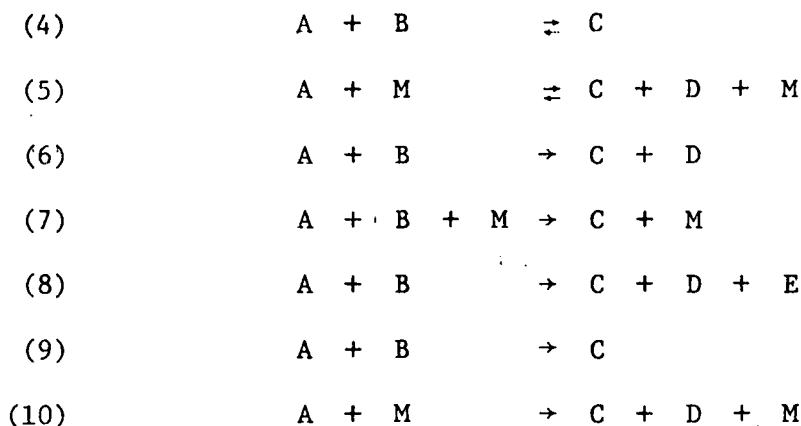 (4) A + B ⇄ C
(5) A + M ⇄ C + D + M
(6) A + B → C + D
(7) A + B + M → C + M
(8) A + B → C + D + E
(9) A + B → C
(10) A + M → C + D + M